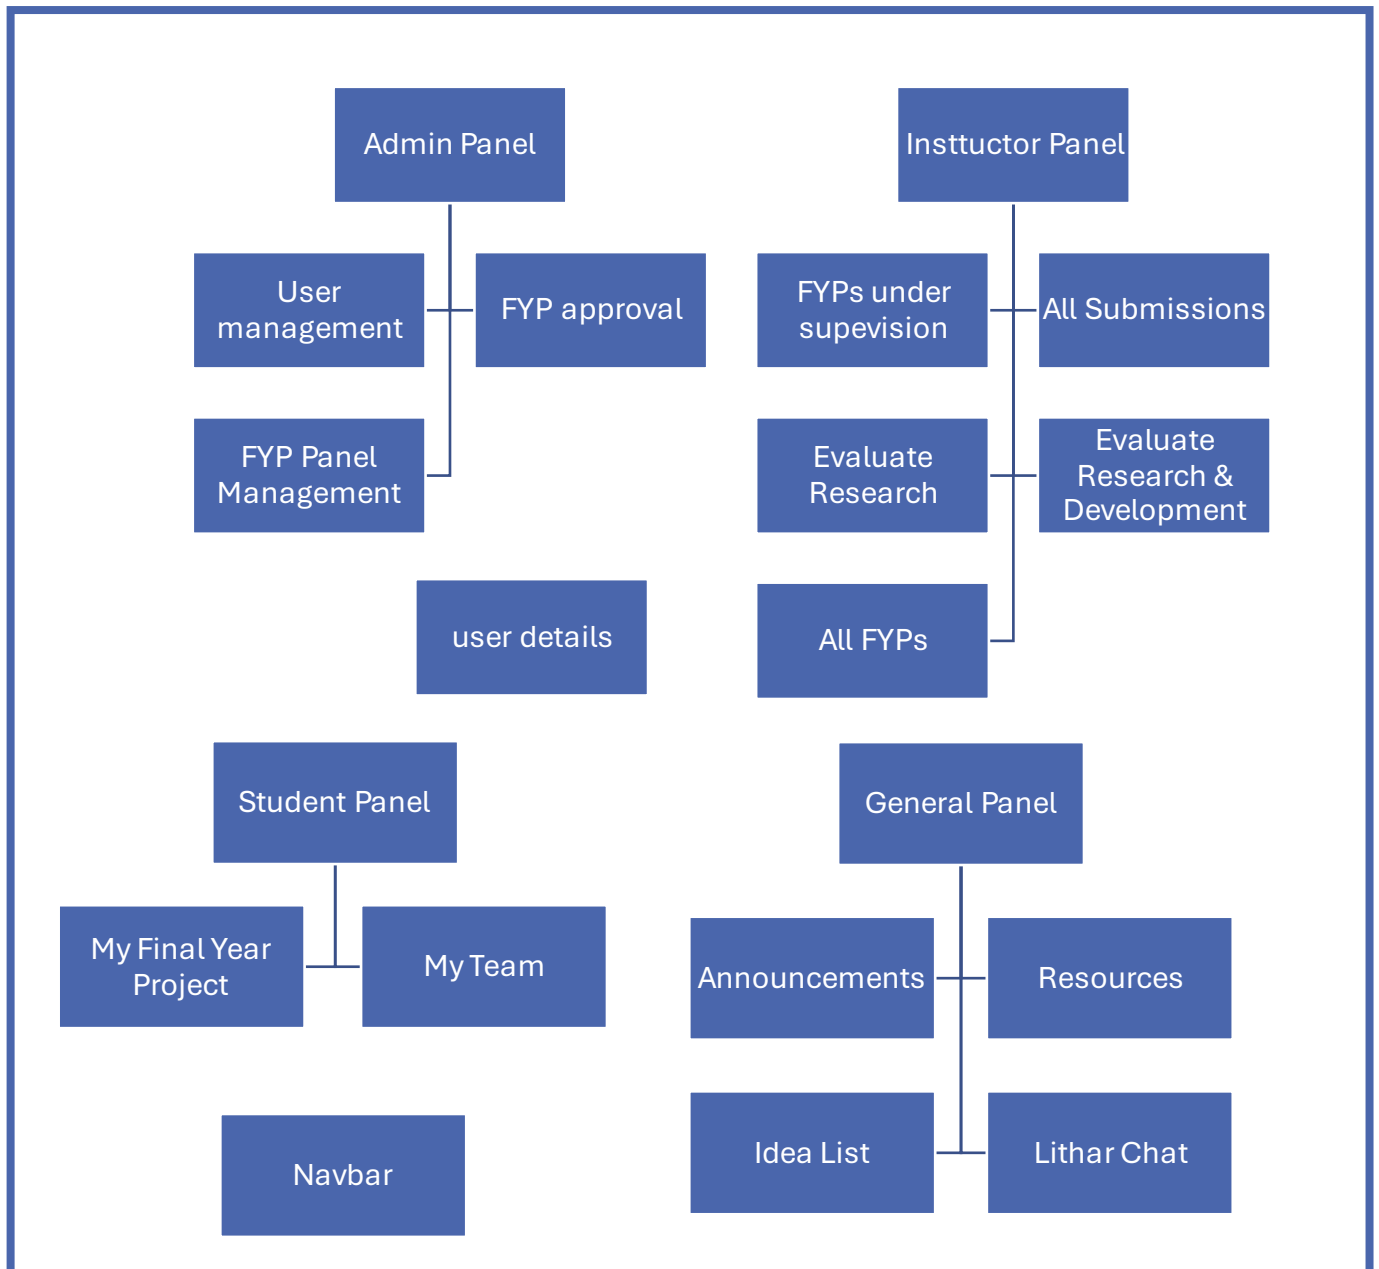 Admin Panel
Insttuctor Panel
User
management
FYP approval
FYPs under
supevision
All Submissions
FYP Panel
Management
Evaluate
Research
Evaluate
Research &
Development
user details
All FYPs
Student Panel
General Panel
My Final Year
Project
My Team
Announcements
Resources
Navbar
Idea List
Lithar Chat